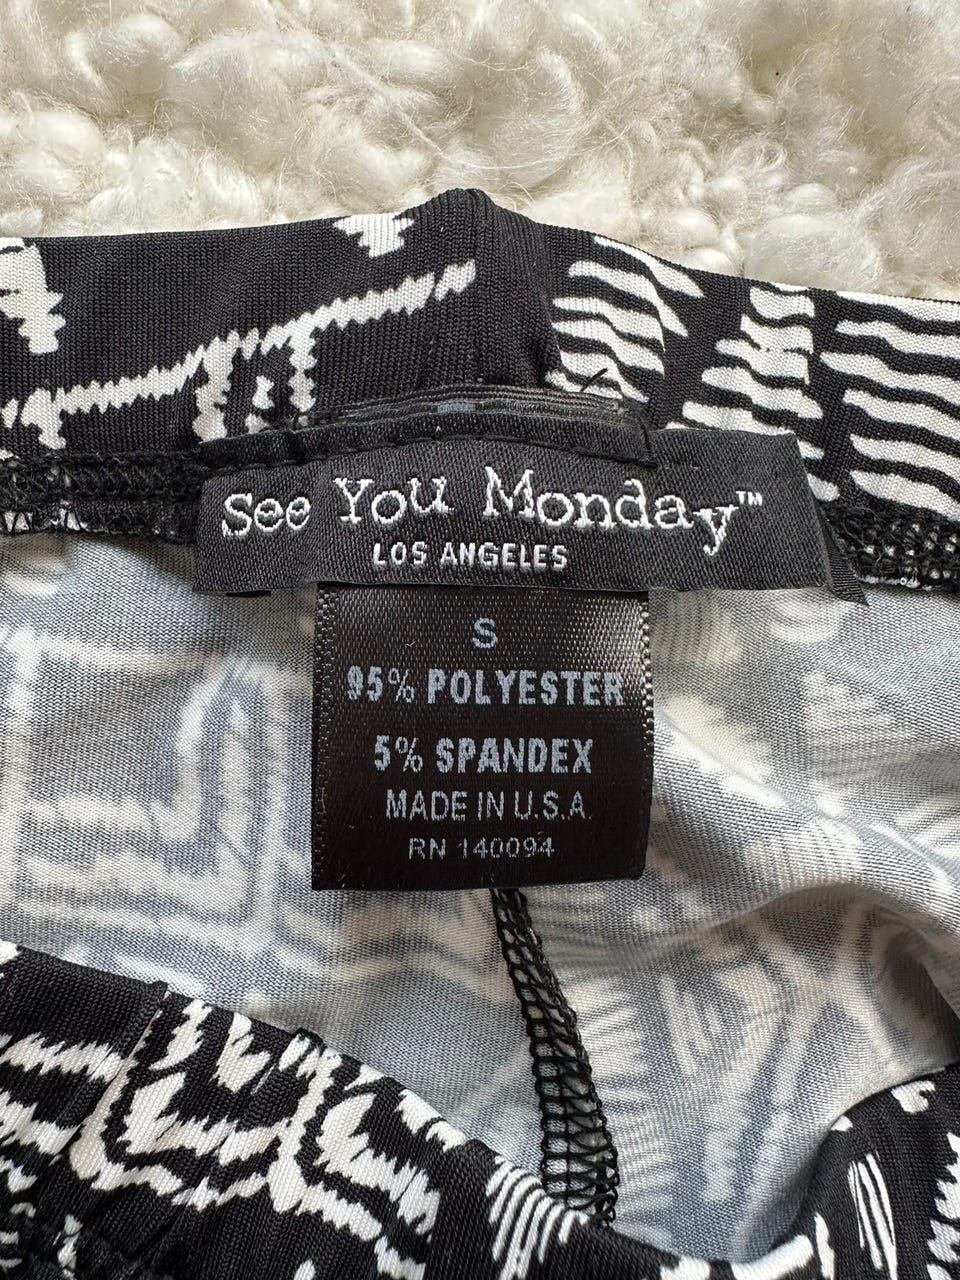 See You Monday™
LOS ANGELES
S
95% POLYESTER
5% SPANDEX
MADE IN U.S.A.
RN 140094